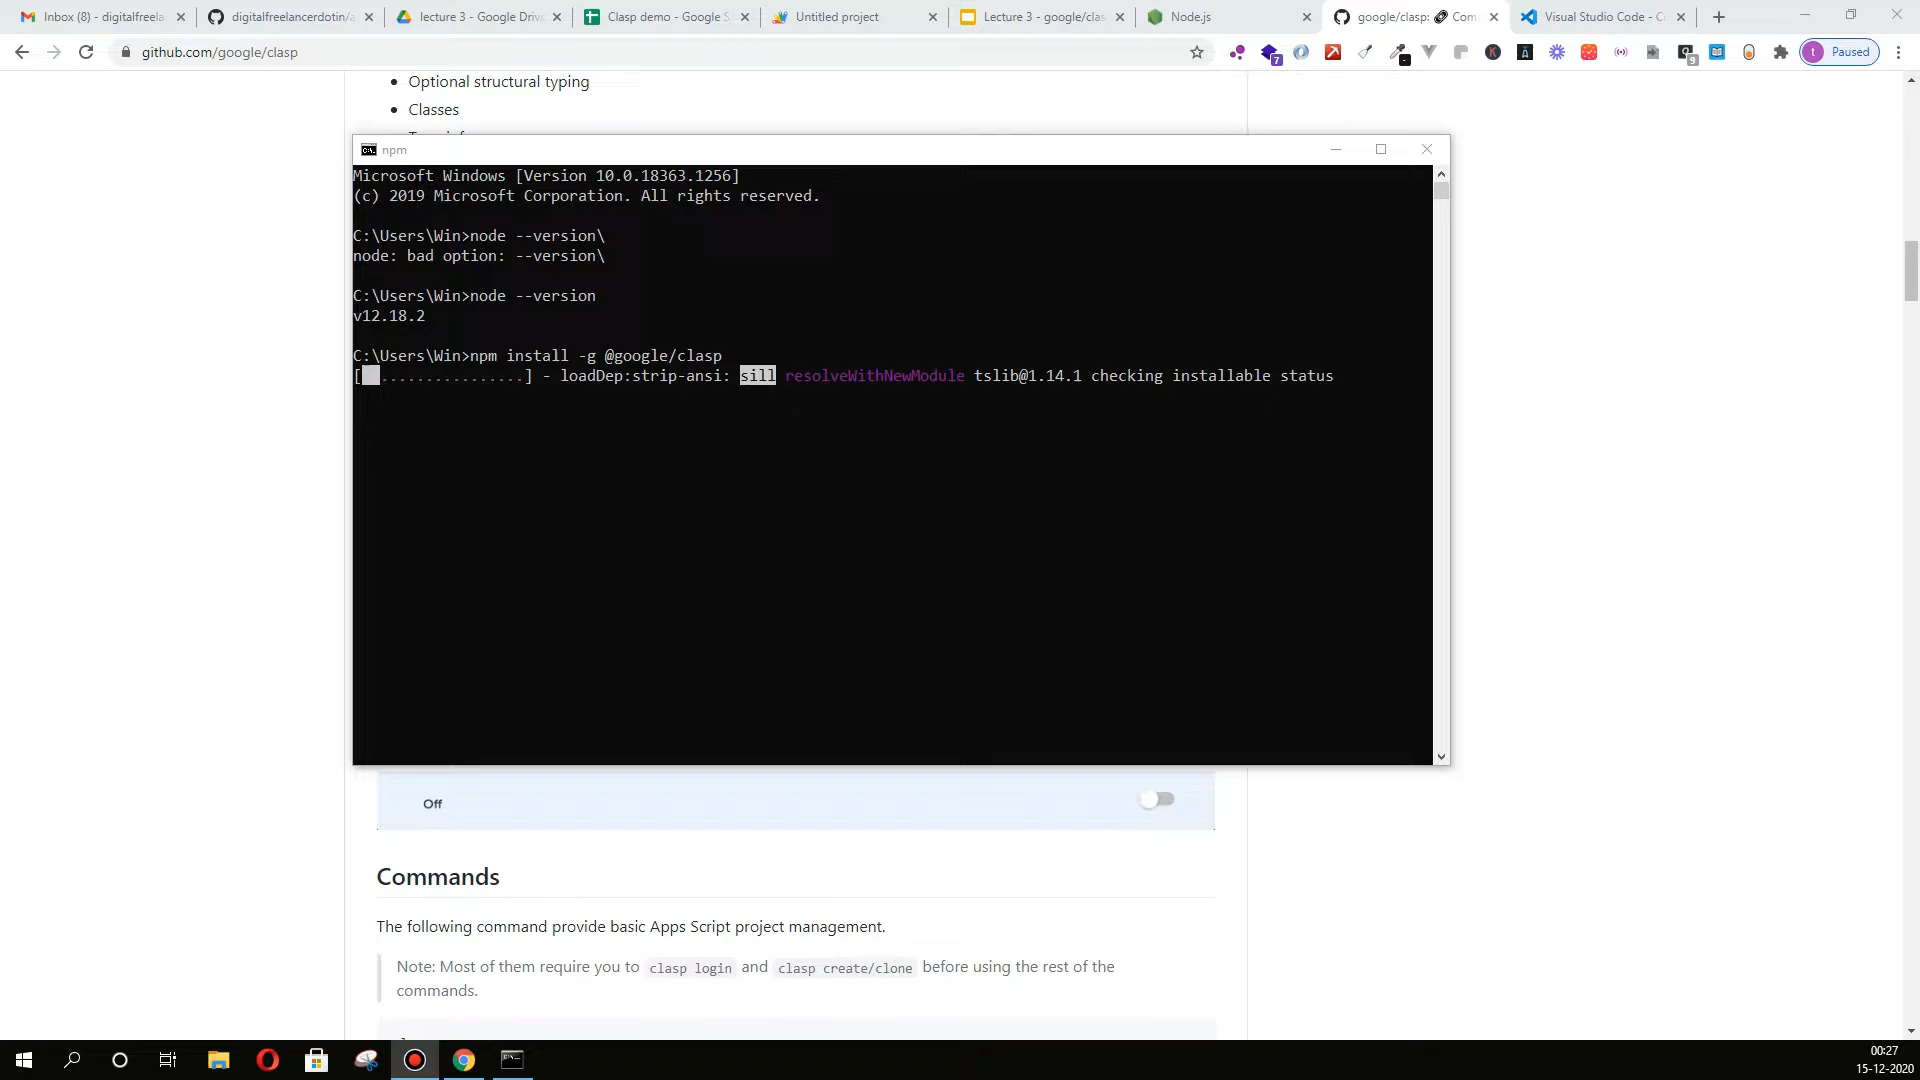 Inbox (8) - digitalfreela
digitalfreelancerdotin/a
lecture 3 - Google Driv
Clasp demo - Google S
Untitled project
Lecture 3 - google/clas
Node.js
google/clasp: 🔗 Com
Visual Studio Code - C
github.com/google/clasp
7
9
t
Paused
Optional structural typing
Classes
npm
Microsoft Windows [Version 10.0.18363.1256]
(c) 2019 Microsoft Corporation. All rights reserved.
C:\Users\Win>node --version\
node: bad option: --version\
C:\Users\Win>node --version
v12.18.2
C:\Users\Win>npm install -g @google/clasp
[  ................] - loadDep:strip-ansi: sill resolveWithNewModule tslib@1.14.1 checking installable status
Off
Commands
The following command provide basic Apps Script project management.
Note: Most of them require you to clasp login and clasp create/clone before using the rest of the
commands.
00:27
15-12-2020